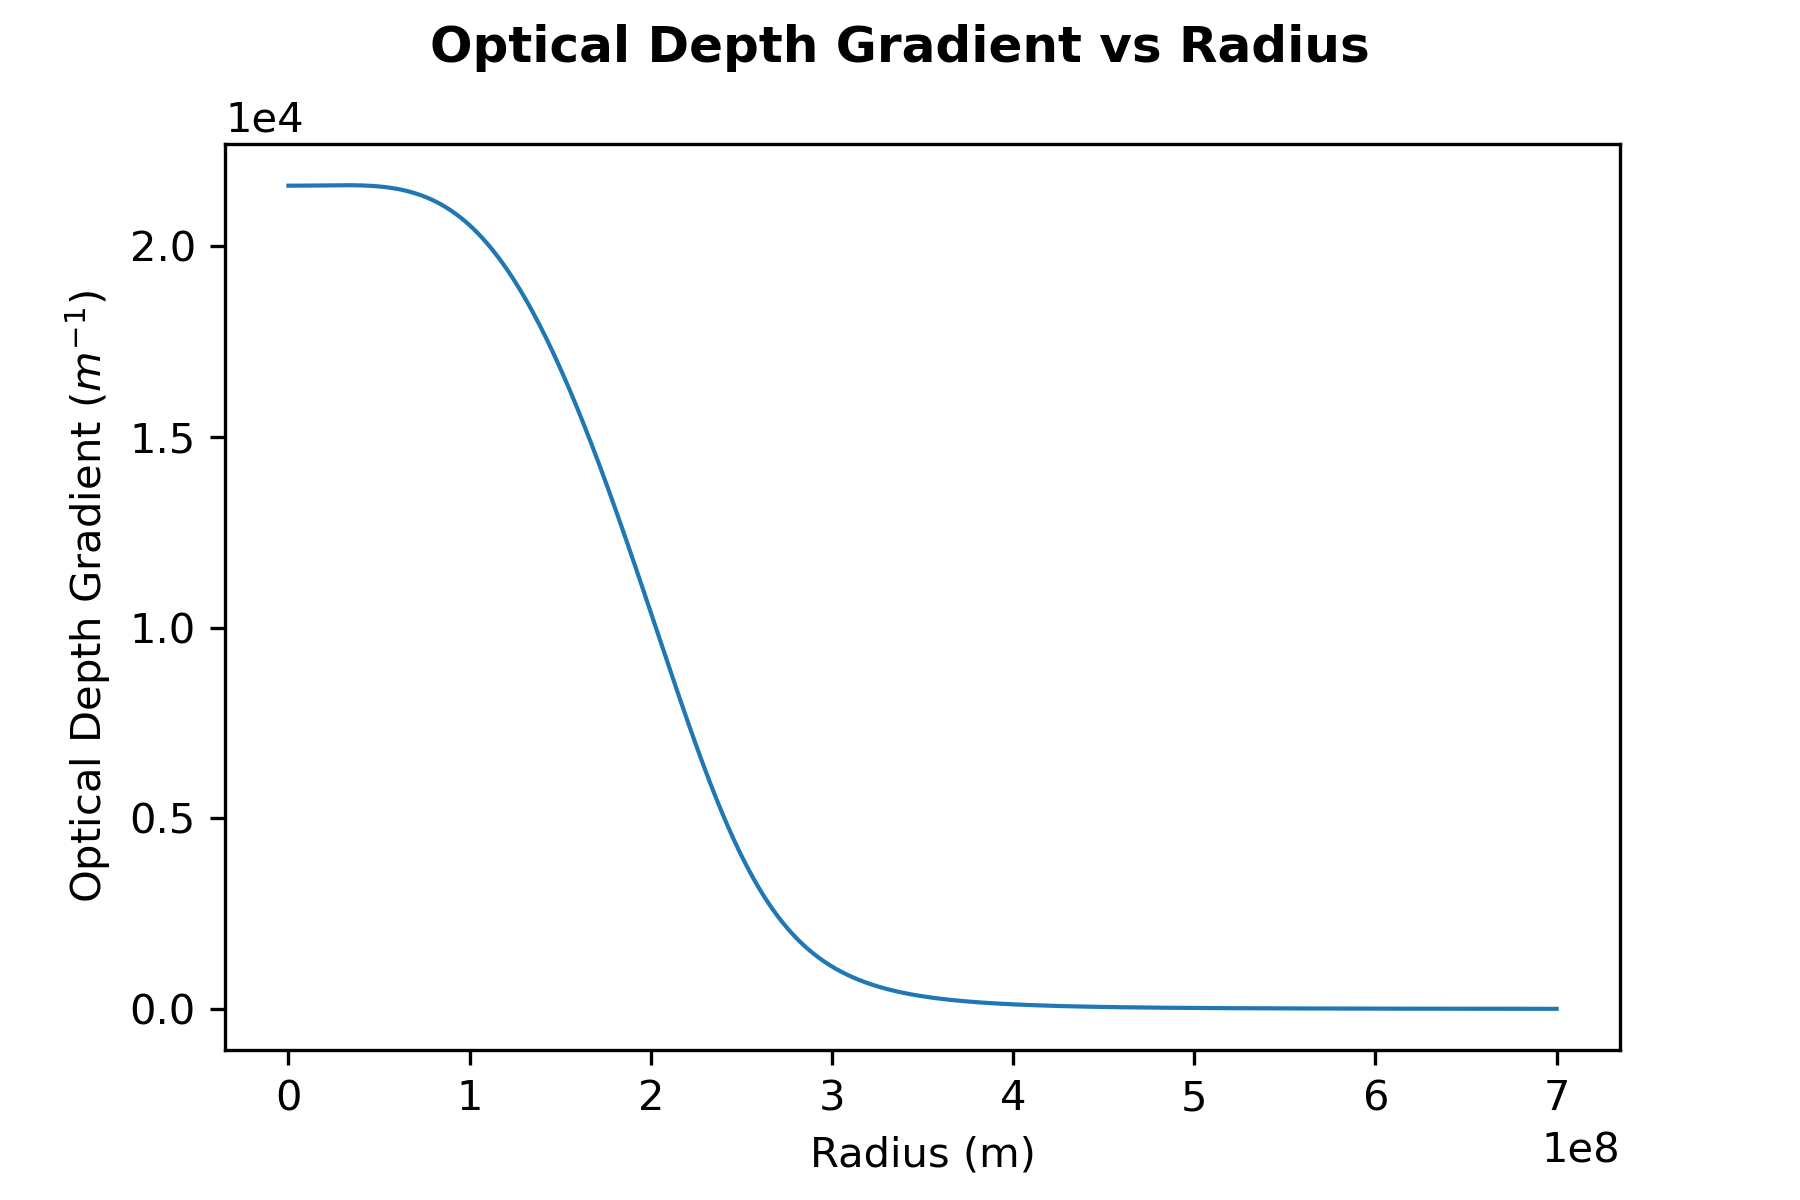 Optical Depth Gradient vs Radius
1e4
Optical Depth Gradient (m⁻¹)
2.0
1.5
1.0
0.5
0.0
0 1 2 3 4 5 6 7
1e8
Radius (m)